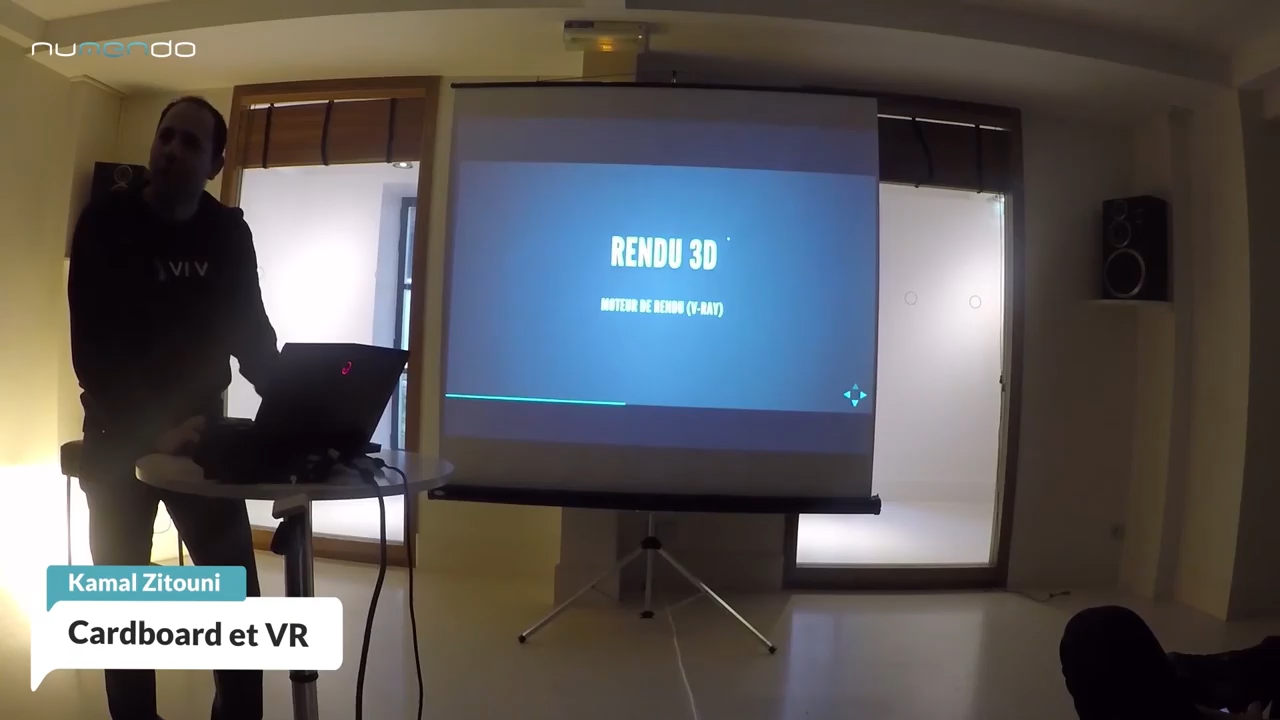 numendo
RENDU 3D
MOTEUR DE RENDU (V-RAY)
Kamal Zitouni
Cardboard et VR